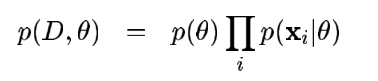 p(D, θ) = p(θ) ∏_i p(𝐱_i|θ)